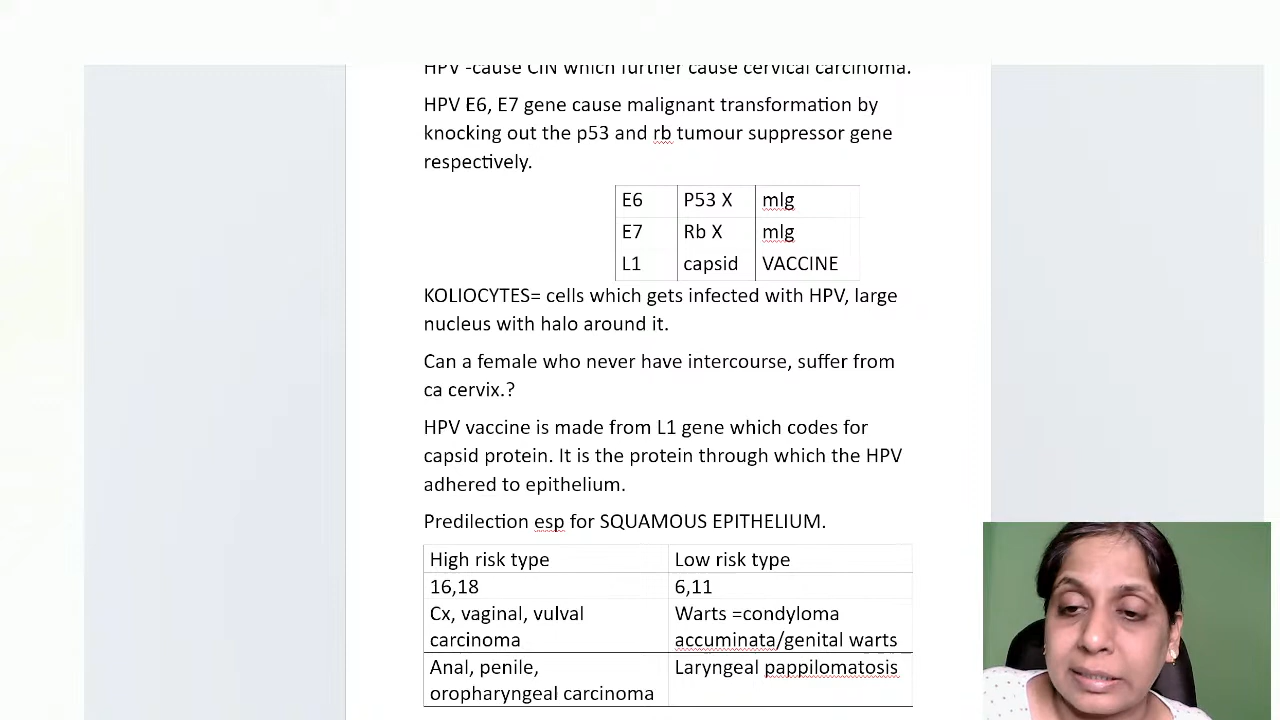 HPV -cause CIN which further cause cervical carcinoma.
HPV E6, E7 gene cause malignant transformation by
knocking out the p53 and rb tumour suppressor gene
respectively.
E6 P53 X mlg
E7 Rb X mlg
L1 capsid VACCINE
KOLIOCYTES= cells which gets infected with HPV, large
nucleus with halo around it.
Can a female who never have intercourse, suffer from
ca cervix.?
HPV vaccine is made from L1 gene which codes for
capsid protein. It is the protein through which the HPV
adhered to epithelium.
Predilection esp for SQUAMOUS EPITHELIUM.
High risk type Low risk type
16,18 6,11
Cx, vaginal, vulval Warts =condyloma
carcinoma accuminata/genital warts
Anal, penile, Laryngeal pappilomatosis
oropharyngeal carcinoma